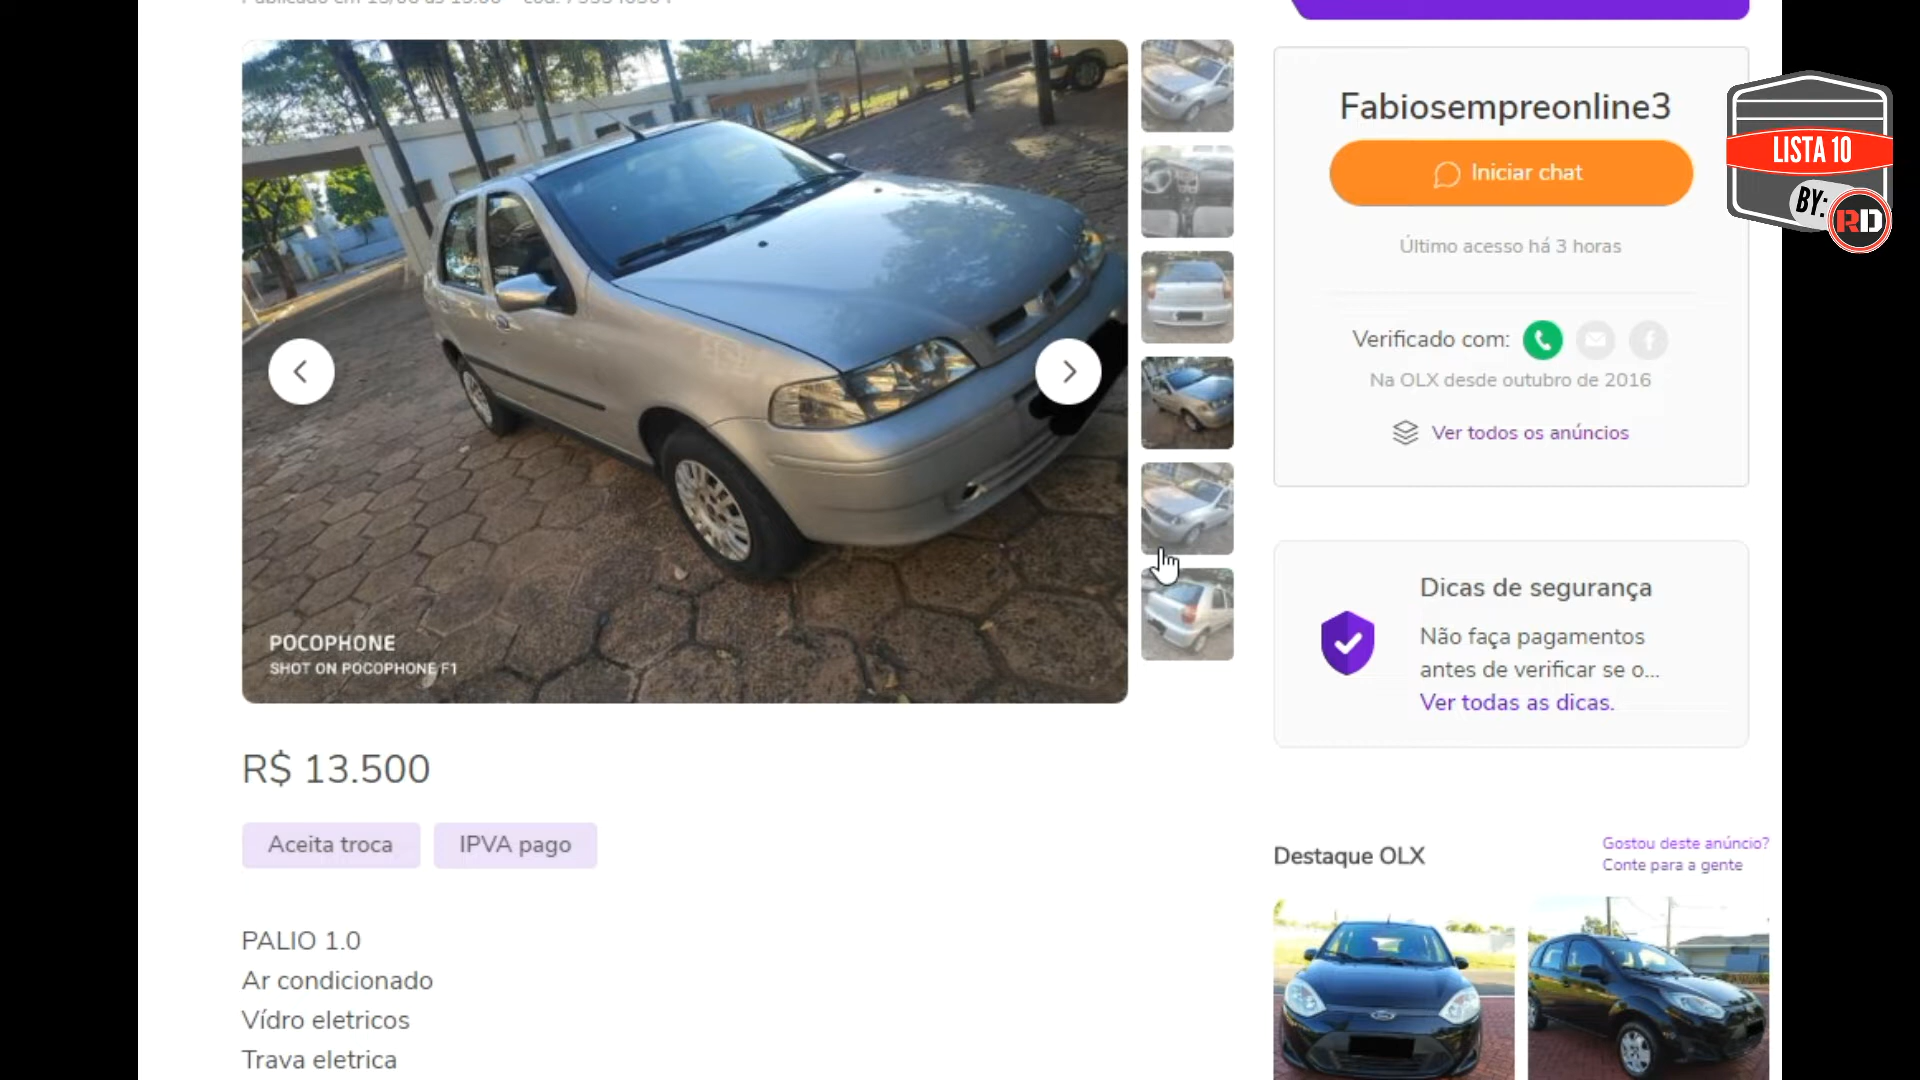 Fabiosempreonline3
Iniciar chat
Último acesso há 3 horas
Verificado com:
Na OLX desde outubro de 2016
Ver todos os anúncios
LISTA 10
BY: RD
POCOPHONE
SHOT ON POCOPHONE F1
Dicas de segurança
Não faça pagamentos
antes de verificar se o...
Ver todas as dicas.
R$ 13.500
Aceita troca
IPVA pago
Destaque OLX
Gostou deste anúncio?
Conte para a gente
PALIO 1.0
Ar condicionado
Vídro eletricos
Trava eletrica